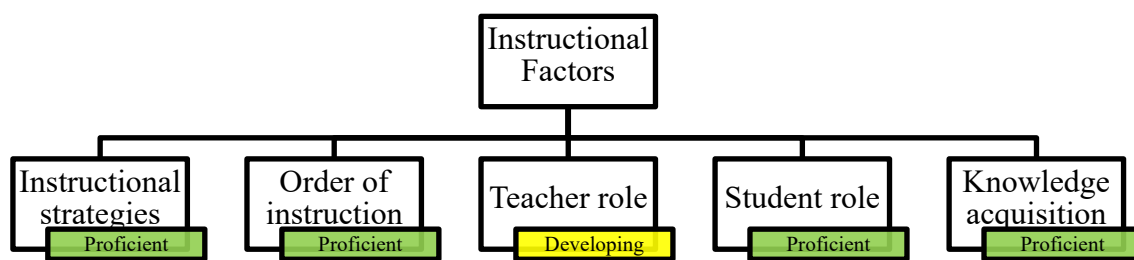 Instructional
Factors
Instructional
strategies
Proficient
Order of
instruction
Proficient
Teacher role
Developing
Student role
Proficient
Knowledge
acquisition
Proficient